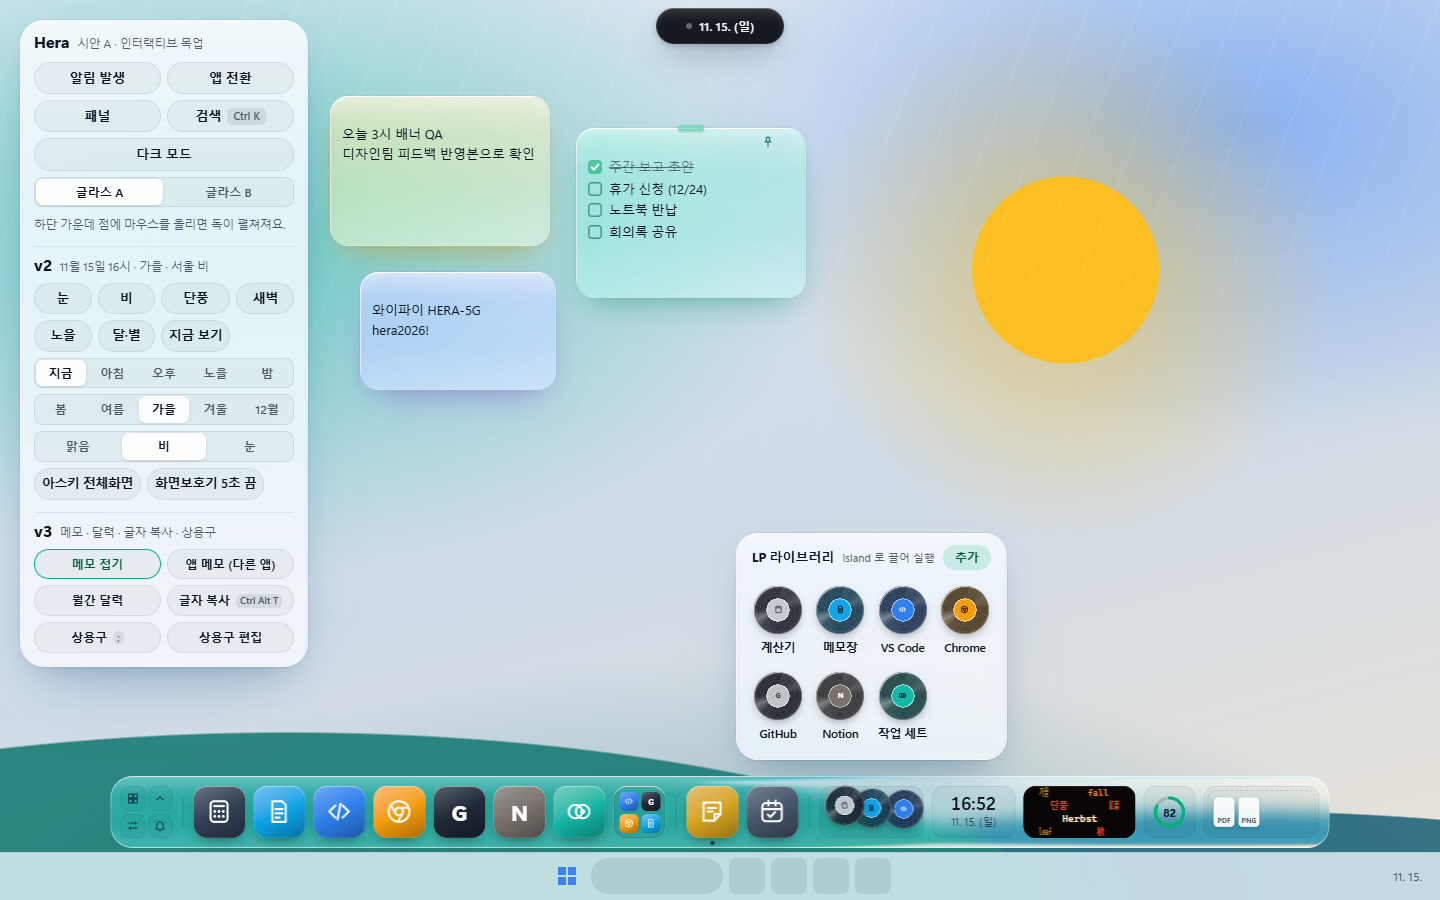 11. 15. (일)
Hera 시안 A · 인터랙티브 목업
알림 발생 앱 전환
패널 검색 Ctrl K
다크 모드
글라스 A 글라스 B
하단 가운데 점에 마우스를 올리면 독이 펼쳐져요.
v2 11월 15일 16시 · 가을 · 서울 비
눈 비 단풍 새벽
노을 달·별 지금 보기
지금 아침 오후 노을 밤
봄 여름 가을 겨울 12월
맑음 비 눈
아스키 전체화면 화면보호기 5초 끔
v3 메모 · 달력 · 글자 복사 · 상용구
메모 접기 앱 메모 (다른 앱)
월간 달력 글자 복사 Ctrl Alt T
상용구 ; 상용구 편집
오늘 3시 배너 QA
디자인팀 피드백 반영본으로 확인
주간 보고 초안
휴가 신청 (12/24)
노트북 반납
회의록 공유
와이파이 HERA-5G
hera2026!
LP 라이브러리 Island 로 끌어 실행 추가
계산기 메모장 VS Code Chrome
G N
GitHub Notion 작업 세트
G N G
16:52
11. 15. (일)
가을 fall
단풍
Herbst
leaf 秋
82
PDF PNG
11. 15.